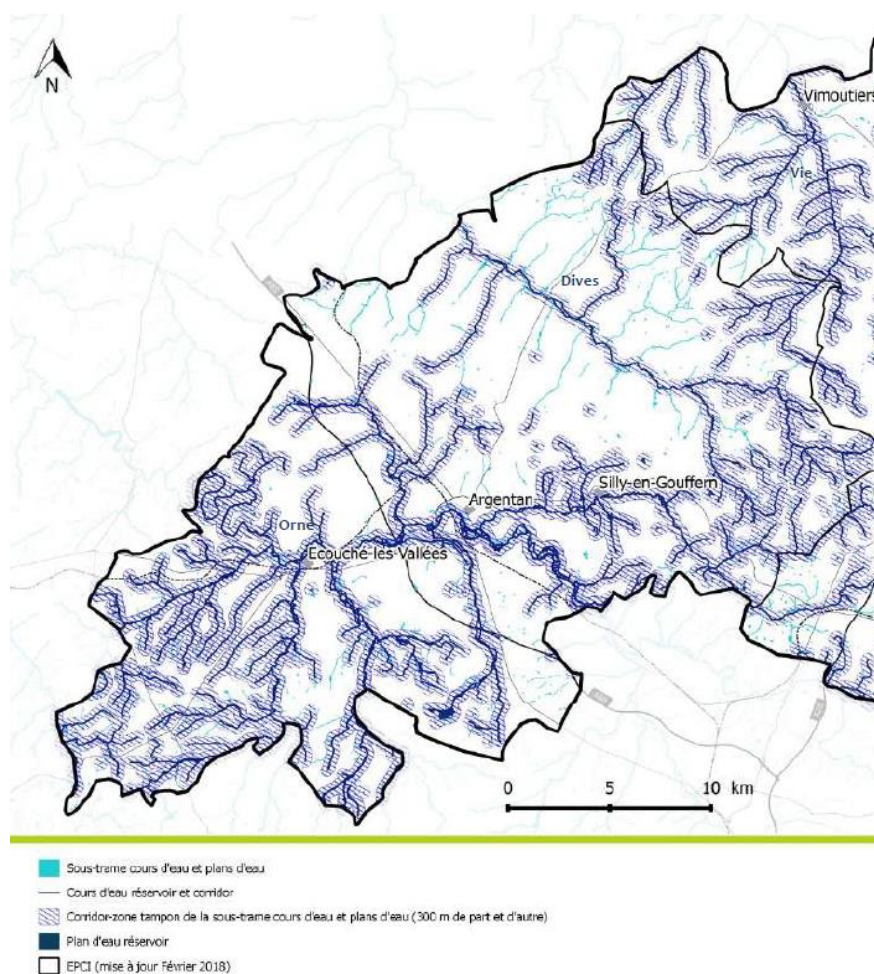 N
Vimoutiers
Vie
Dives
Silly-en-Gouffern
Argentan
Orne
Ecouché-les-Vallées
0 5 10 km
Sous-trame cours d'eau et plans d'eau
Cours d'eau réservoir et corridor
Corridor-zone tampon de la sous-trame cours d'eau et plans d'eau (300 m de part et d'autre)
Plan d'eau réservoir
EPCI (mise à jour Février 2018)